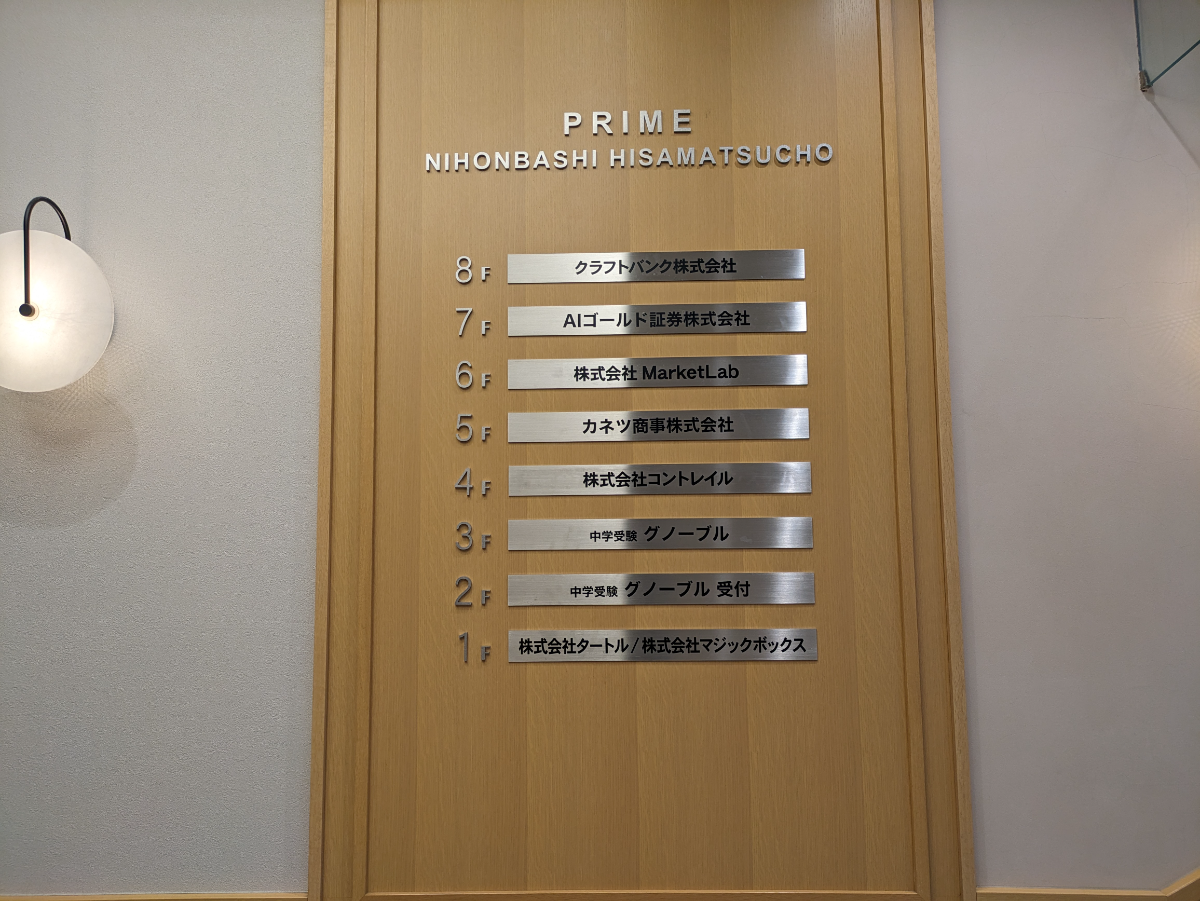 PRIME
NIHONBASHI HISAMATSUCHO
8F クラフトバンク株式会社
7F AIゴールド証券株式会社
6F 株式会社 MarketLab
5F カネツ商事株式会社
4F 株式会社コントレイル
3F 中学受験 グノーブル
2F 中学受験 グノーブル 受付
1F 株式会社タートル/株式会社マジックボックス